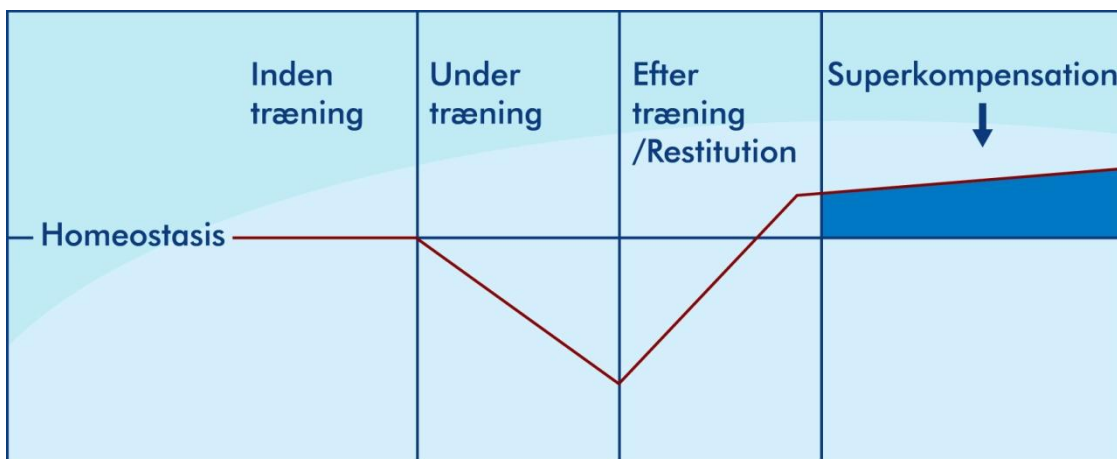 Inden
træning
Under
træning
Efter
træning
/Restitution
Superkompensation
Homeostasis